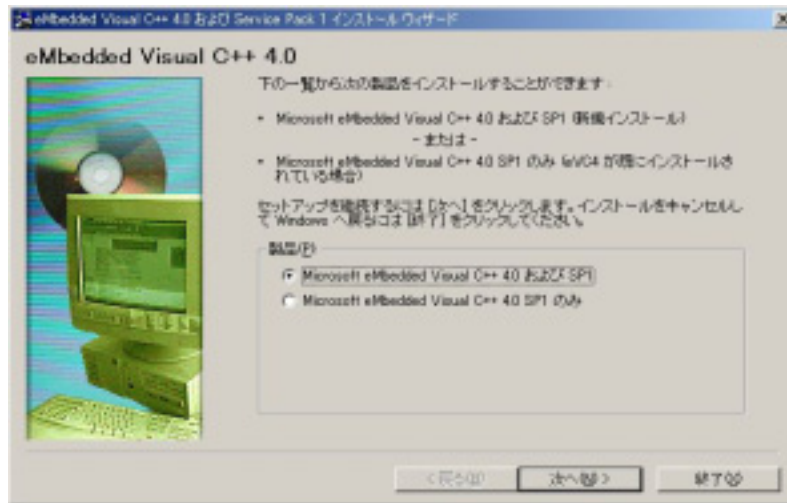 eMbedded Visual C++ 4.0 および Service Pack 1 インストール ウィザード
eMbedded Visual C++ 4.0
下の一覧から次の製品をインストールすることができます:
• Microsoft eMbedded Visual C++ 4.0 および SP1 (新規インストール)
- または -
• Microsoft eMbedded Visual C++ 4.0 SP1 のみ (eVC4 が既にインストールさ
れている場合)
セットアップを継続するには [次へ] をクリックします。インストールをキャンセルし
て Windows へ戻るには [終了] をクリックしてください。
製品(P)
Microsoft eMbedded Visual C++ 4.0 および SP1
Microsoft eMbedded Visual C++ 4.0 SP1 のみ
< 戻る(B)
次へ(N) >
終了(X)